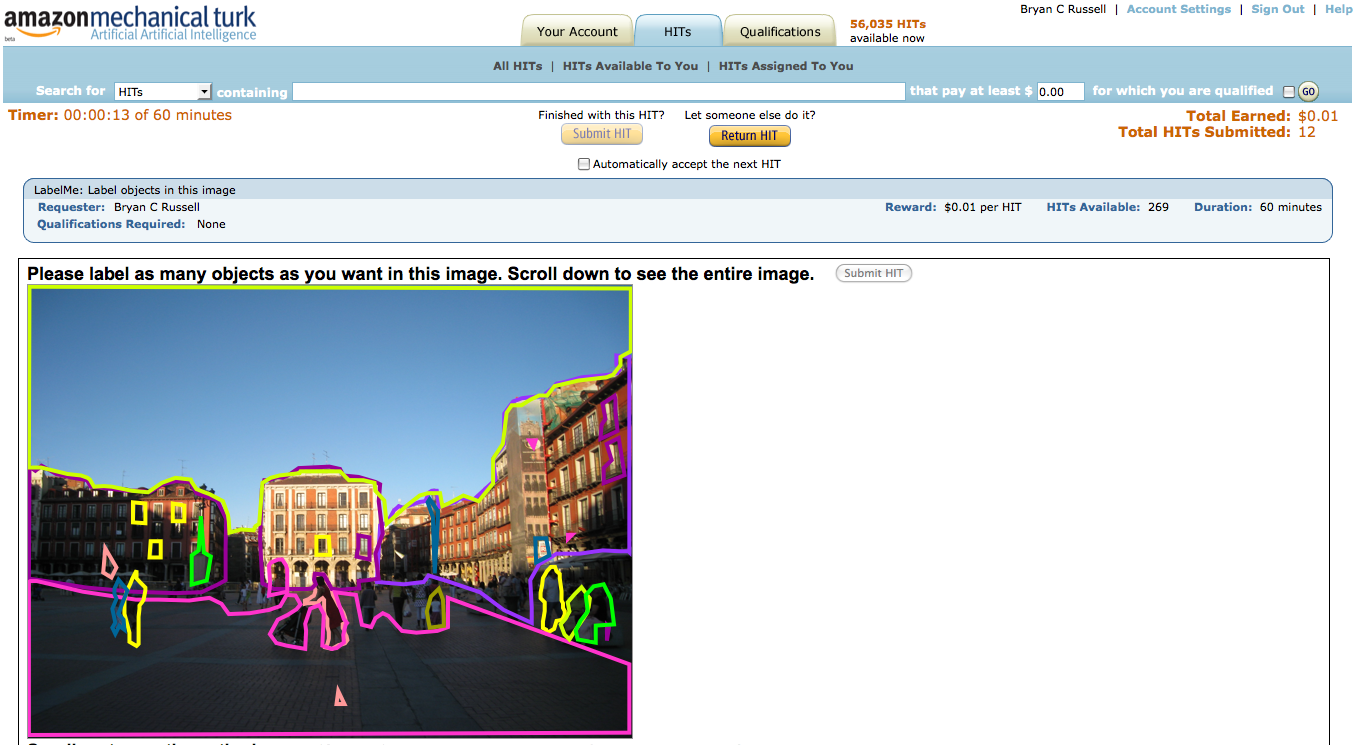 amazonmechanical turk
beta Artificial Artificial Intelligence
Your Account HITs Qualifications
56,035 HITs
available now
Bryan C Russell | Account Settings | Sign Out | Help
All HITs | HITs Available To You | HITs Assigned To You
Search for HITs containing that pay at least $ 0.00 for which you are qualified GO
Timer: 00:00:13 of 60 minutes
Finished with this HIT? Let someone else do it?
Submit HIT Return HIT
Automatically accept the next HIT
Total Earned: $0.01
Total HITs Submitted: 12
LabelMe: Label objects in this image
Requester: Bryan C Russell Reward: $0.01 per HIT HITs Available: 269 Duration: 60 minutes
Qualifications Required: None
Please label as many objects as you want in this image. Scroll down to see the entire image. Submit HIT